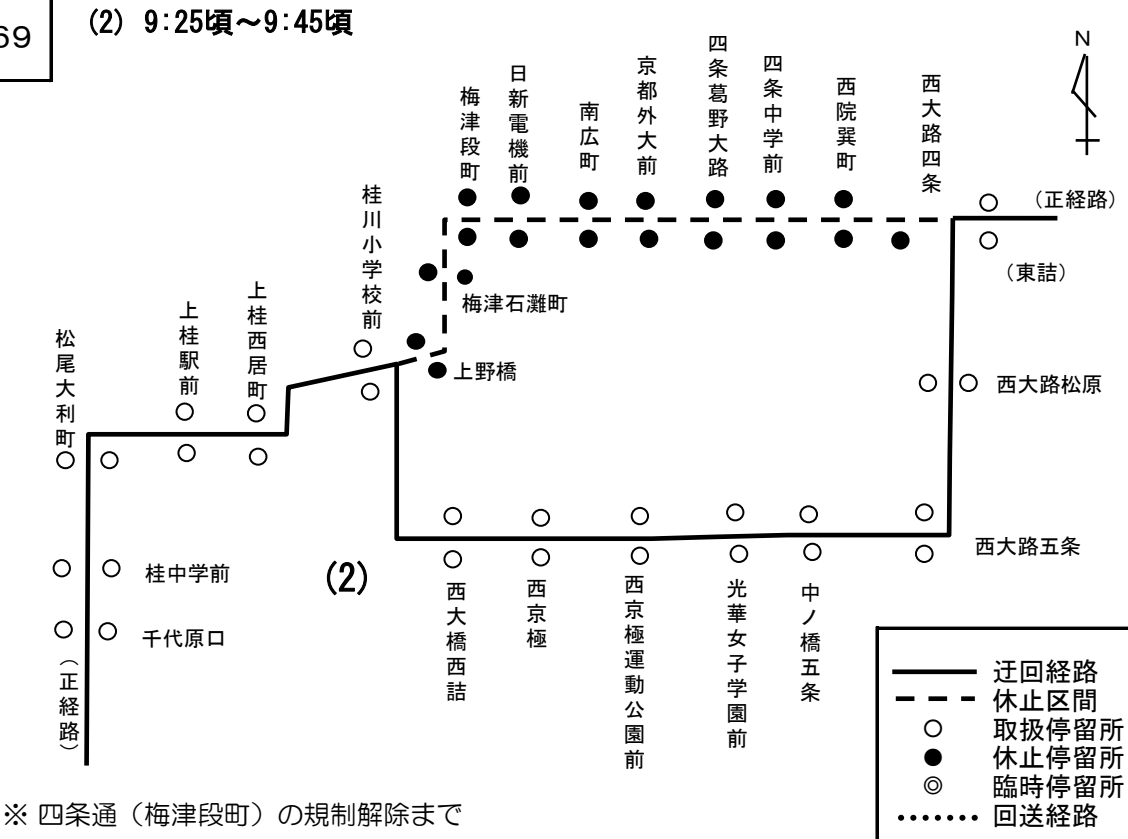 69
(2) 9:25頃～9:45頃
N
梅津段町
日新電機前
南広町
京都外大前
四条葛野大路
四条中学前
西院巽町
西大路四条
(正経路)
(東詰)
桂川小学校前
梅津石灘町
上野橋
上桂西居町
上桂駅前
松尾大利町
西大路松原
西大路五条
桂中学前
(2)
千代原口
(正経路)
西大橋西詰
西京極
西京極運動公園前
光華女子学園前
中ノ橋五条
迂回経路
休止区間
取扱停留所
休止停留所
臨時停留所
回送経路
※ 四条通（梅津段町）の規制解除まで